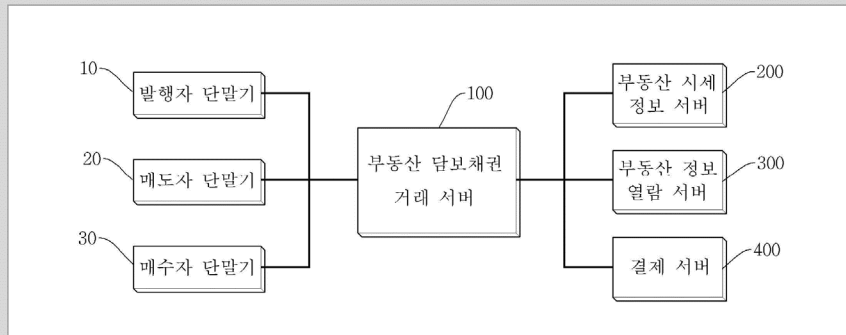 10
발행자 단말기
20
매도자 단말기
30
매수자 단말기
100
부동산 담보채권
거래 서버
200
부동산 시세
정보 서버
300
부동산 정보
열람 서버
400
결제 서버